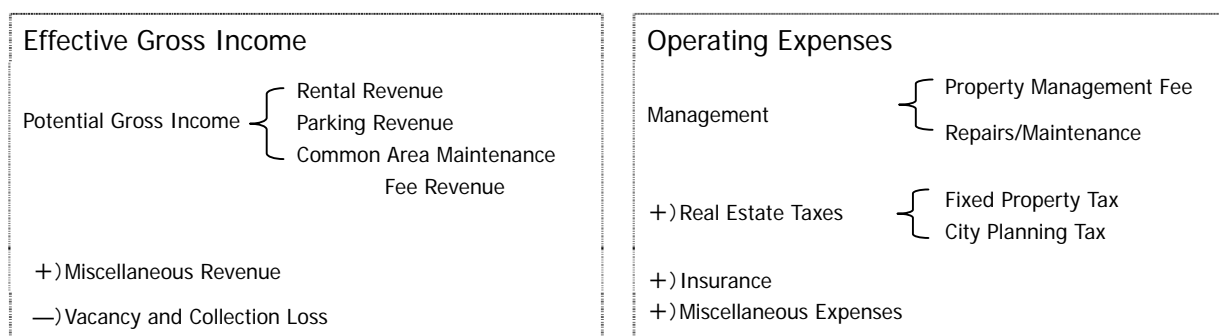 Effective Gross Income
Potential Gross Income
Rental Revenue
Parking Revenue
Common Area Maintenance
Fee Revenue
+)Miscellaneous Revenue
—)Vacancy and Collection Loss
Operating Expenses
Management
Property Management Fee
Repairs/Maintenance
+)Real Estate Taxes
Fixed Property Tax
City Planning Tax
+)Insurance
+)Miscellaneous Expenses